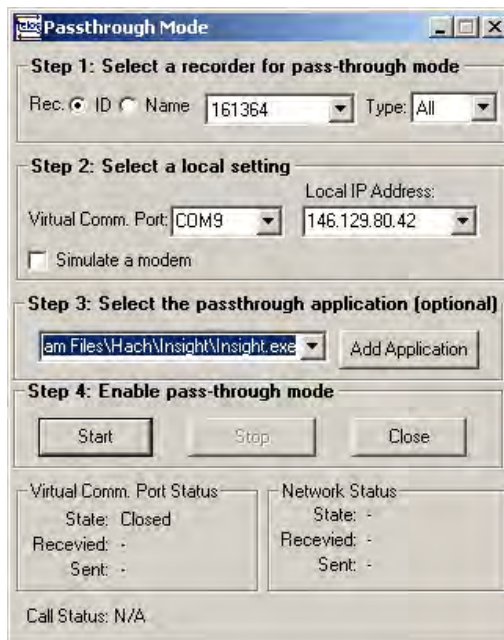 telog Passthrough Mode
Step 1: Select a recorder for pass-through mode
Rec. ID Name 161364 Type: All
Step 2: Select a local setting
Local IP Address:
Virtual Comm. Port: COM9 146.129.80.42
Simulate a modem
Step 3: Select the passthrough application (optional)
am Files\Hach\Insight\Insight.exe Add Application
Step 4: Enable pass-through mode
Start Stop Close
Virtual Comm. Port Status Network Status
State: Closed State: -
Recevied: - Recevied: -
Sent: - Sent: -
Call Status: N/A